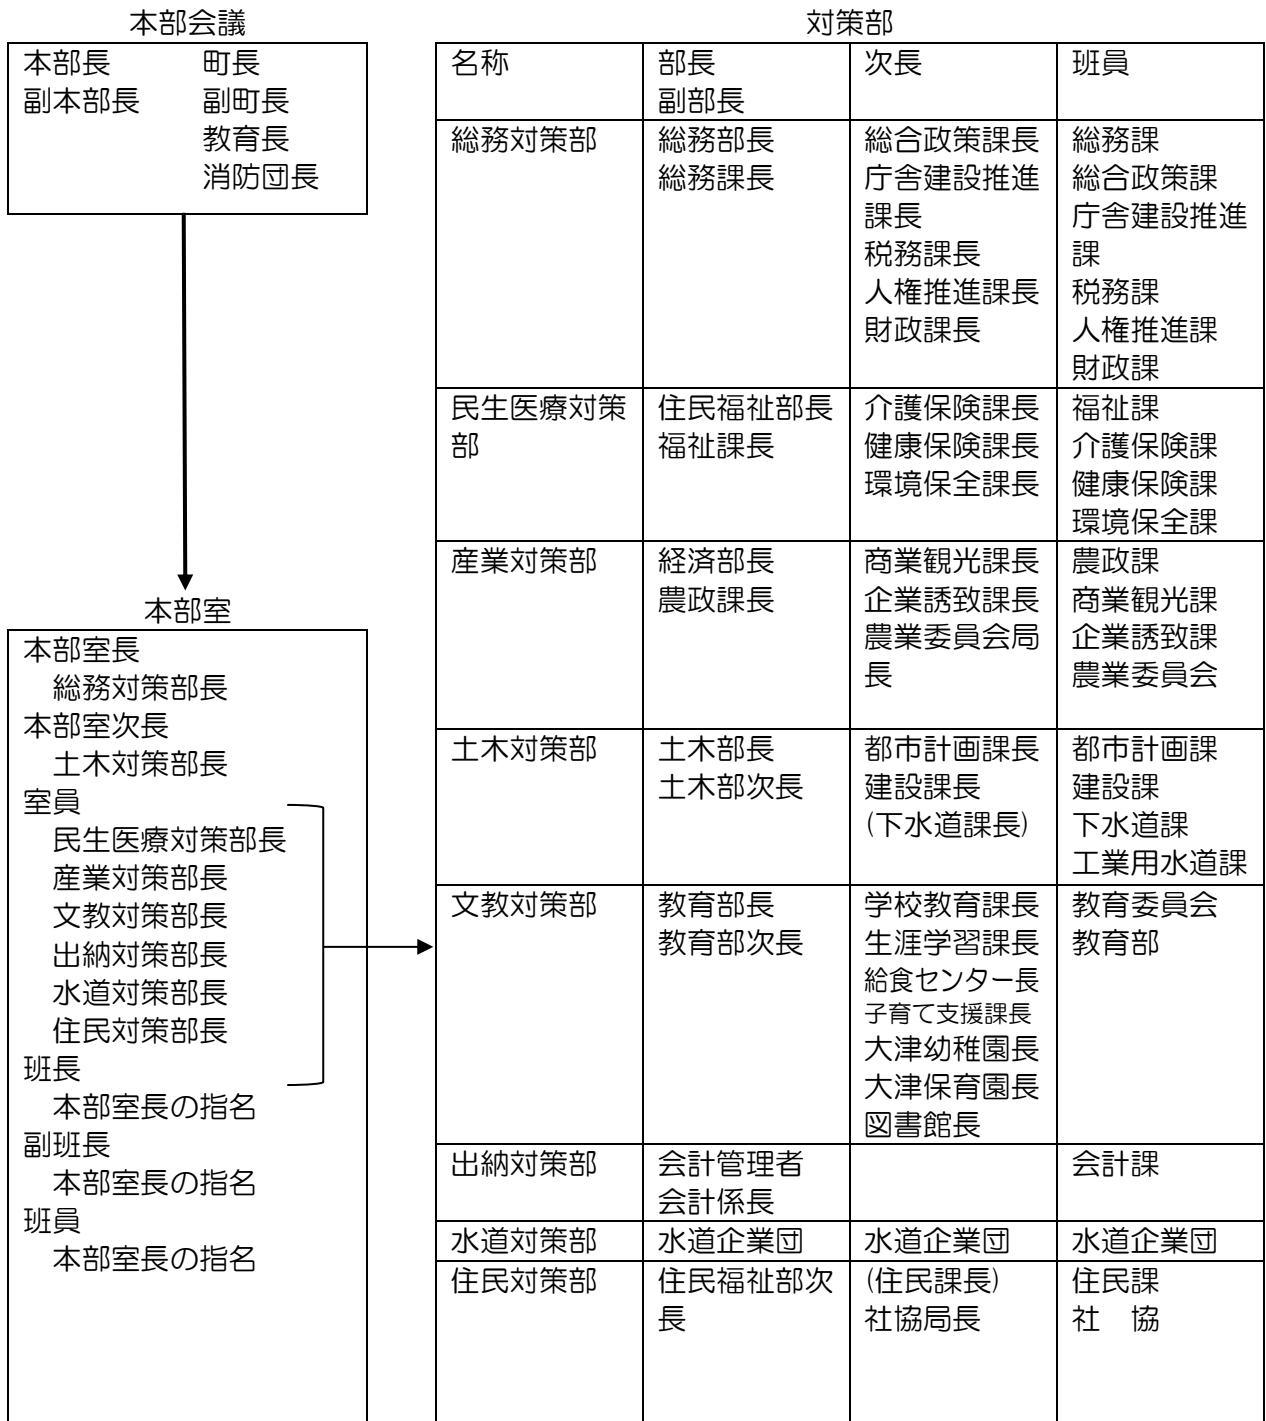 本部会議
本部長　町長
副本部長　副町長
教育長
消防団長
本部室
本部室長
総務対策部長
本部室次長
土木対策部長
室員
民生医療対策部長
産業対策部長
文教対策部長
出納対策部長
水道対策部長
住民対策部長
班長
本部室長の指名
副班長
本部室長の指名
班員
本部室長の指名
対策部
名称
部長
副部長
次長
班員
総務対策部
総務部長
総務課長
総合政策課長
庁舎建設推進
課長
税務課長
人権推進課長
財政課長
総務課
総合政策課
庁舎建設推進
課
税務課
人権推進課
財政課
民生医療対策
部
住民福祉部長
福祉課長
介護保険課長
健康保険課長
環境保全課長
福祉課
介護保険課
健康保険課
環境保全課
産業対策部
経済部長
農政課長
商業観光課長
企業誘致課長
農業委員会局
長
農政課
商業観光課
企業誘致課
農業委員会
土木対策部
土木部長
土木部次長
都市計画課長
建設課長
(下水道課長)
都市計画課
建設課
下水道課
工業用水道課
文教対策部
教育部長
教育部次長
学校教育課長
生涯学習課長
給食センター長
子育て支援課長
大津幼稚園長
大津保育園長
図書館長
教育委員会
教育部
出納対策部
会計管理者
会計係長
会計課
水道対策部
水道企業団
水道企業団
水道企業団
住民対策部
住民福祉部次
長
(住民課長)
社協局長
住民課
社　協